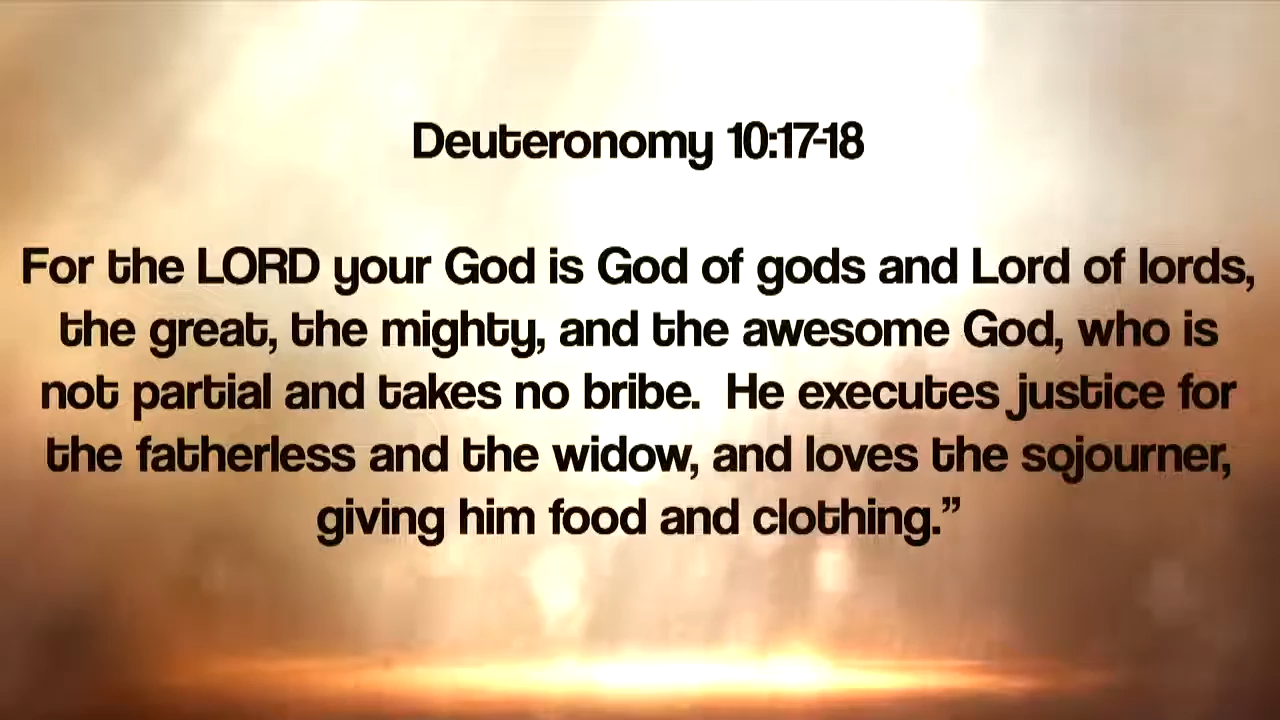 Deuteronomy 10:17-18
For the LORD your God is God of gods and Lord of lords,
the great, the mighty, and the awesome God, who is
not partial and takes no bribe.  He executes justice for
the fatherless and the widow, and loves the sojourner,
giving him food and clothing.”